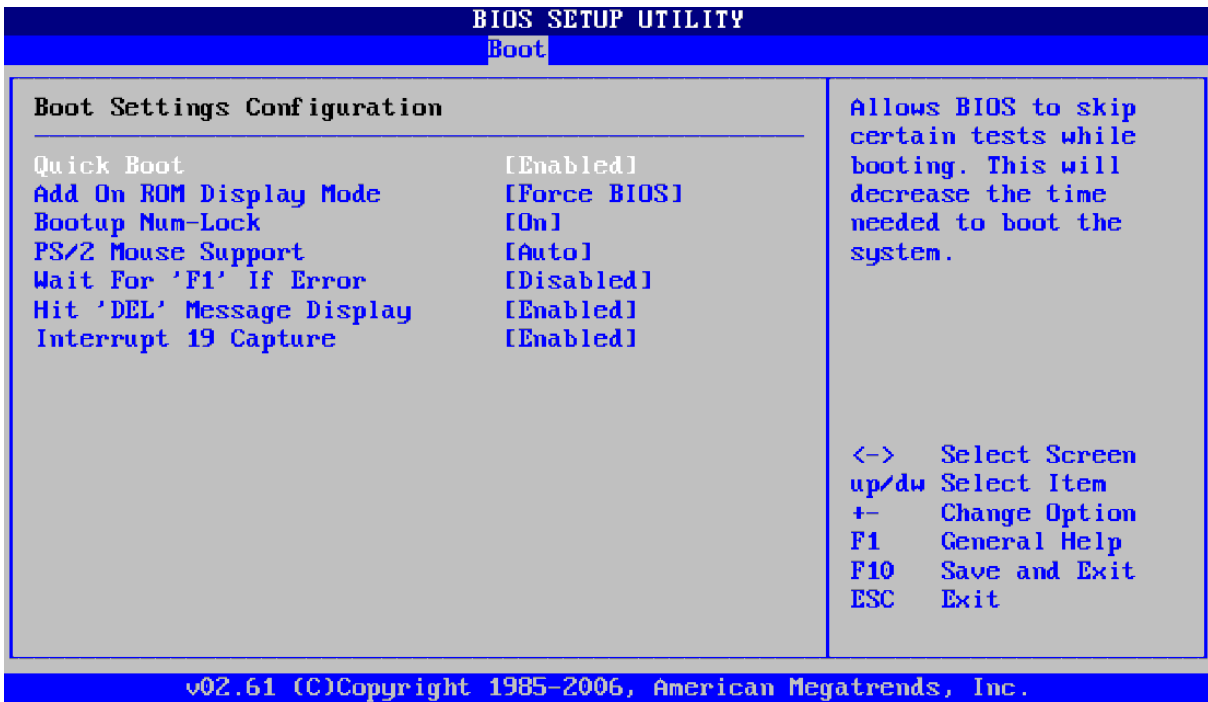 BIOS SETUP UTILITY
Boot
Boot Settings Configuration
Quick Boot [Enabled]
Add On ROM Display Mode [Force BIOS]
Bootup Num-Lock [On]
PS/2 Mouse Support [Auto]
Wait For 'F1' If Error [Disabled]
Hit 'DEL' Message Display [Enabled]
Interrupt 19 Capture [Enabled]
Allows BIOS to skip
certain tests while
booting. This will
decrease the time
needed to boot the
system.
<-> Select Screen
up/dw Select Item
+- Change Option
F1 General Help
F10 Save and Exit
ESC Exit
v02.61 (C)Copyright 1985-2006, American Megatrends, Inc.